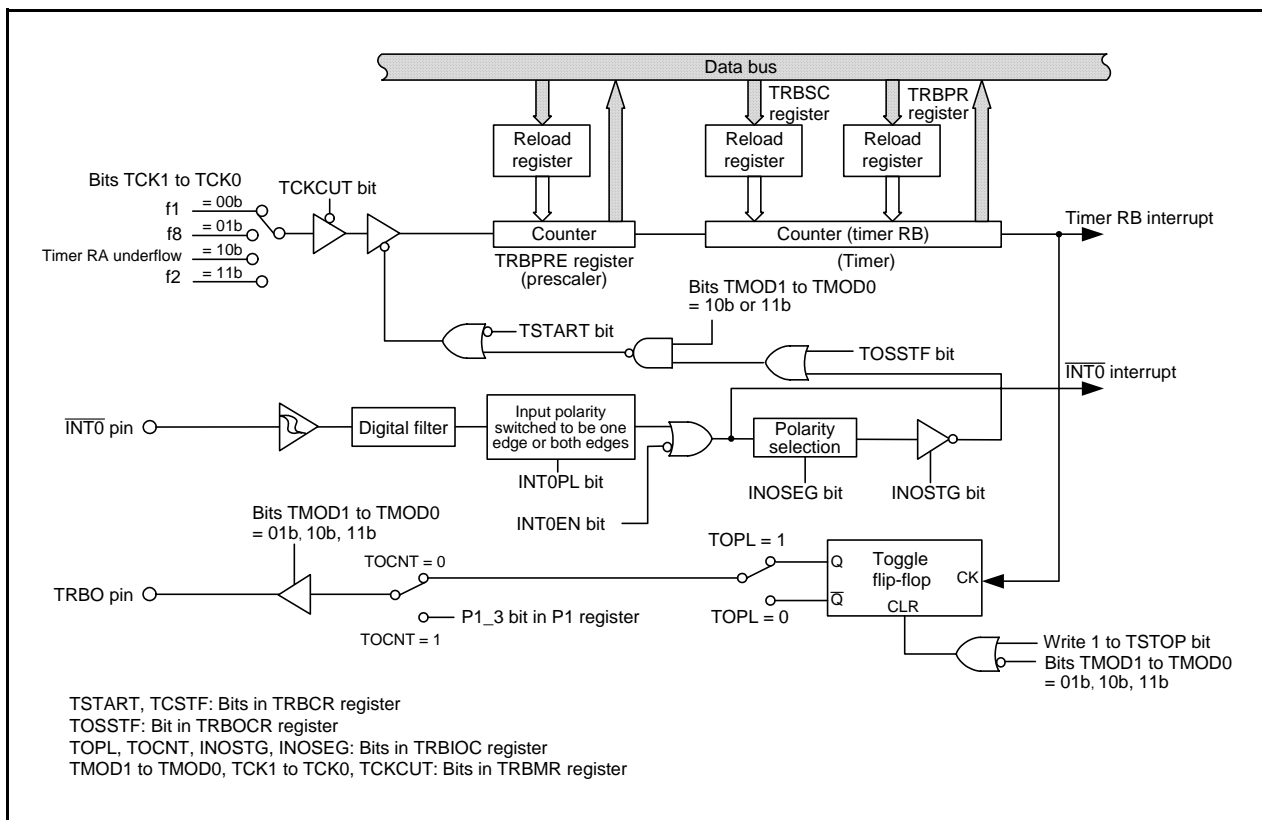 Data bus
TRBSC
register
TRBPR
register
Reload
register
Reload
register
Reload
register
Bits TCK1 to TCK0
TCKCUT bit
f1
= 00b
f8
= 01b
Timer RA underflow
= 10b
f2
= 11b
Counter
Counter (timer RB)
Timer RB interrupt
TRBPRE register
(prescaler)
(Timer)
Bits TMOD1 to TMOD0
= 10b or 11b
TSTART bit
TOSSTF bit
INT0 interrupt
INT0 pin
Digital filter
Input polarity
switched to be one
edge or both edges
Polarity
selection
INT0PL bit
INOSEG bit
INOSTG bit
INT0EN bit
Bits TMOD1 to TMOD0
= 01b, 10b, 11b
TOPL = 1
TOCNT = 0
Q
Toggle
flip-flop
CK
TRBO pin
Q
CLR
P1_3 bit in P1 register
TOPL = 0
TOCNT = 1
Write 1 to TSTOP bit
Bits TMOD1 to TMOD0
= 01b, 10b, 11b
TSTART, TCSTF: Bits in TRBCR register
TOSSTF: Bit in TRBOCR register
TOPL, TOCNT, INOSTG, INOSEG: Bits in TRBIOC register
TMOD1 to TMOD0, TCK1 to TCK0, TCKCUT: Bits in TRBMR register